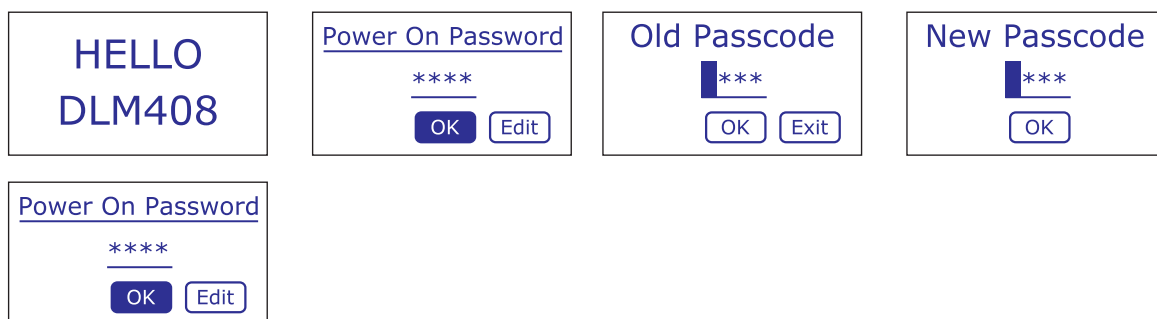 HELLO
DLM408
Power On Password
****
OK Edit
Old Passcode
***
OK Exit
New Passcode
***
OK
Power On Password
****
OK Edit